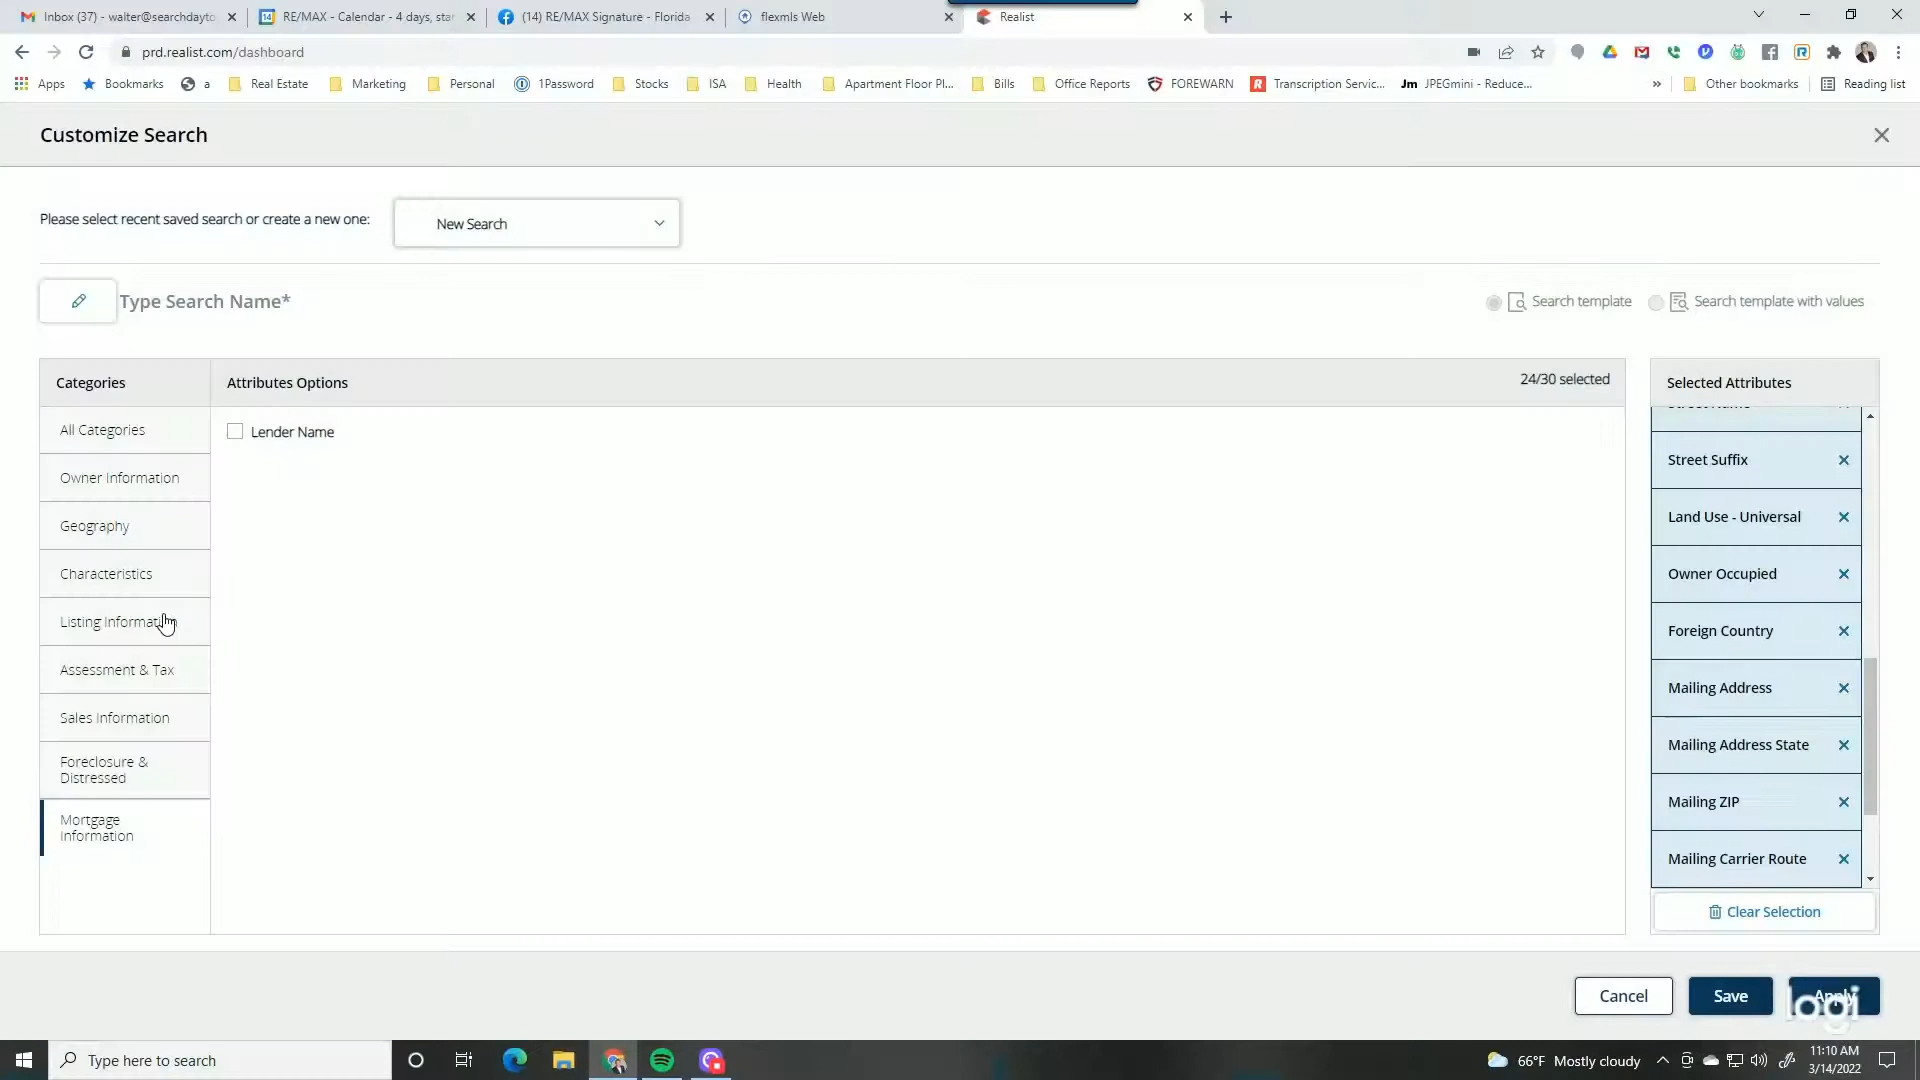 Inbox (37) - walter@searchdayto
RE/MAX - Calendar - 4 days, sta
(14) RE/MAX Signature - Florida
flexmls Web
Realist
prd.realist.com/dashboard
Apps
Bookmarks
a
Real Estate
Marketing
Personal
1Password
Stocks
ISA
Health
Apartment Floor Pl...
Bills
Office Reports
FOREWARN
Transcription Servic...
JPEGmini - Reduce...
»
Other bookmarks
Reading list
Customize Search
Please select recent saved search or create a new one:
New Search
Type Search Name*
Search template
Search template with values
Categories
Attributes Options
24/30 selected
Selected Attributes
All Categories
Owner Information
Geography
Characteristics
Listing Information
Assessment & Tax
Sales Information
Foreclosure &
Distressed
Mortgage
Information
Lender Name
Street Suffix
Land Use - Universal
Owner Occupied
Foreign Country
Mailing Address
Mailing Address State
Mailing ZIP
Mailing Carrier Route
Clear Selection
Cancel
Save
Apply
logi
Type here to search
66°F Mostly cloudy
11:10 AM
3/14/2022